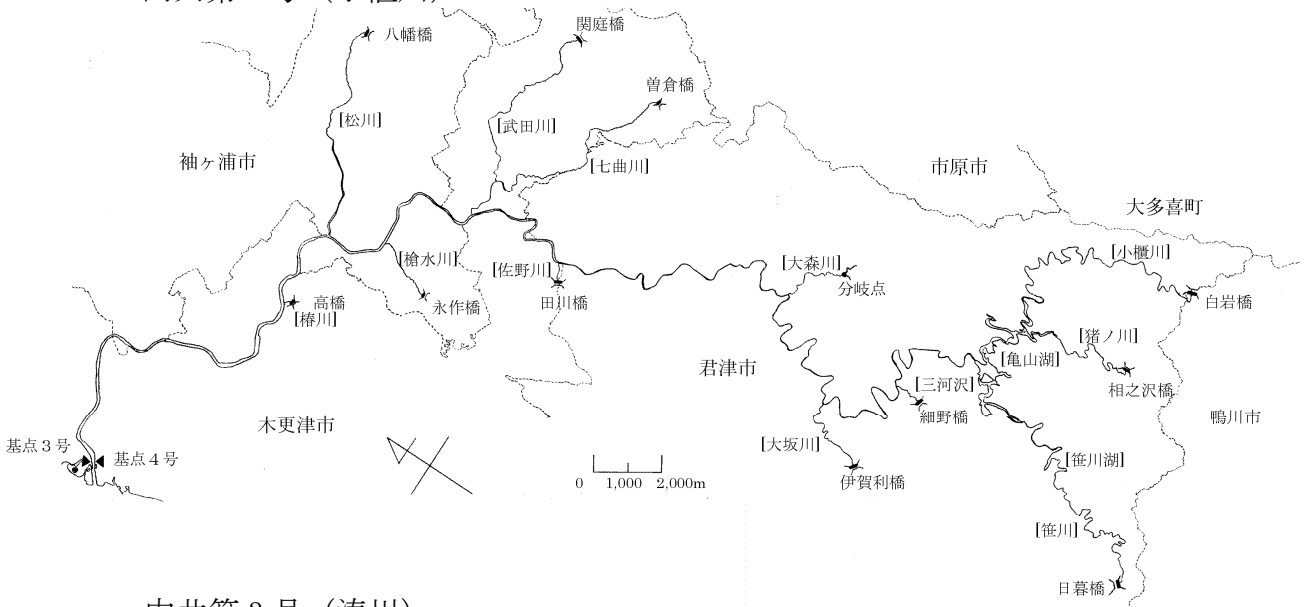 八幡橋
関庭橋
曽倉橋
[松川]
[武田川]
[七曲川]
袖ヶ浦市
市原市
大多喜町
[小櫃川]
[槍水川]
[佐野川]
[大森川]
分岐点
白岩橋
高橋
[椿川]
永作橋
田川橋
[猪ノ川]
[亀山湖]
君津市
[三河沢]
相之沢橋
細野橋
鴨川市
木更津市
[大坂川]
基点3号
基点4号
[笹川湖]
伊賀利橋
0 1,000 2,000m
[笹川]
日暮橋